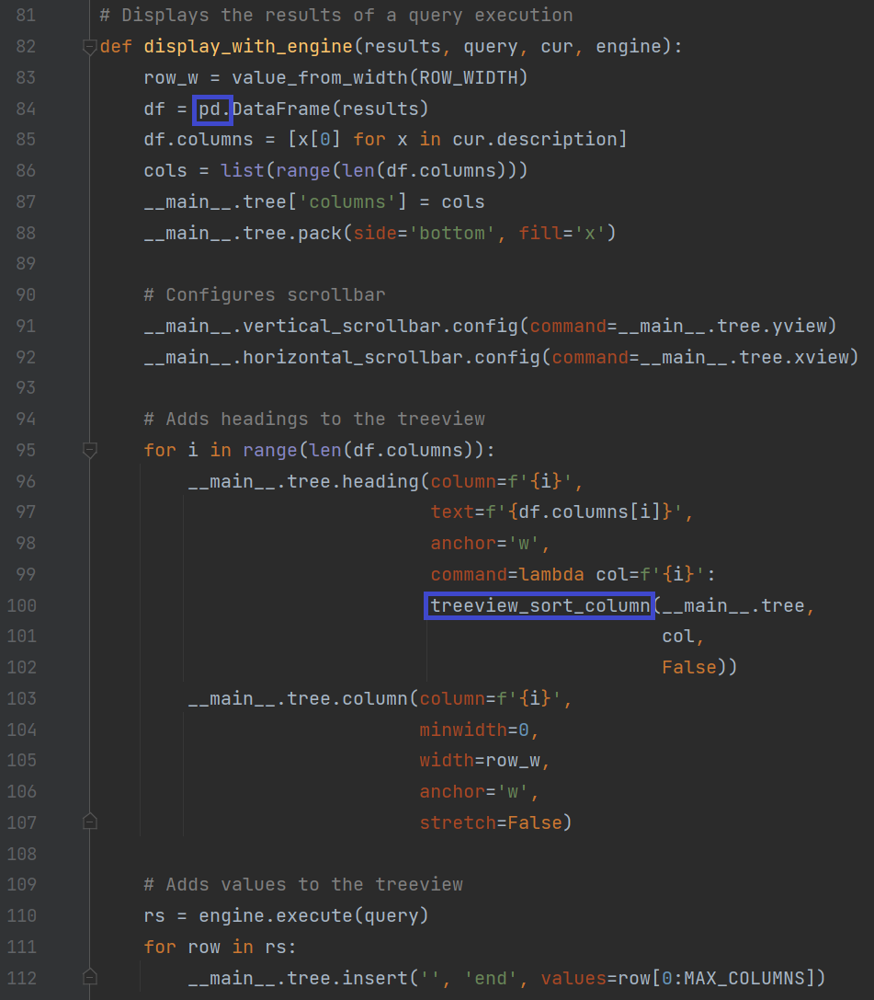 81 # Displays the results of a query execution
82 def display_with_engine(results, query, cur, engine):
83     row_w = value_from_width(ROW_WIDTH)
84     df = pd.DataFrame(results)
85     df.columns = [x[0] for x in cur.description]
86     cols = list(range(len(df.columns)))
87     __main__.tree['columns'] = cols
88     __main__.tree.pack(side='bottom', fill='x')
89
90     # Configures scrollbar
91     __main__.vertical_scrollbar.config(command=__main__.tree.yview)
92     __main__.horizontal_scrollbar.config(command=__main__.tree.xview)
93
94     # Adds headings to the treeview
95     for i in range(len(df.columns)):
96         __main__.tree.heading(column=f'{i}',
97                               text=f'{df.columns[i]}',
98                               anchor='w',
99                               command=lambda col=f'{i}':
100                               treeview_sort_column(__main__.tree,
101                                                    col,
102                                                    False))
103         __main__.tree.column(column=f'{i}',
104                              minwidth=0,
105                              width=row_w,
106                              anchor='w',
107                              stretch=False)
108
109     # Adds values to the treeview
110     rs = engine.execute(query)
111     for row in rs:
112         __main__.tree.insert('', 'end', values=row[0:MAX_COLUMNS])